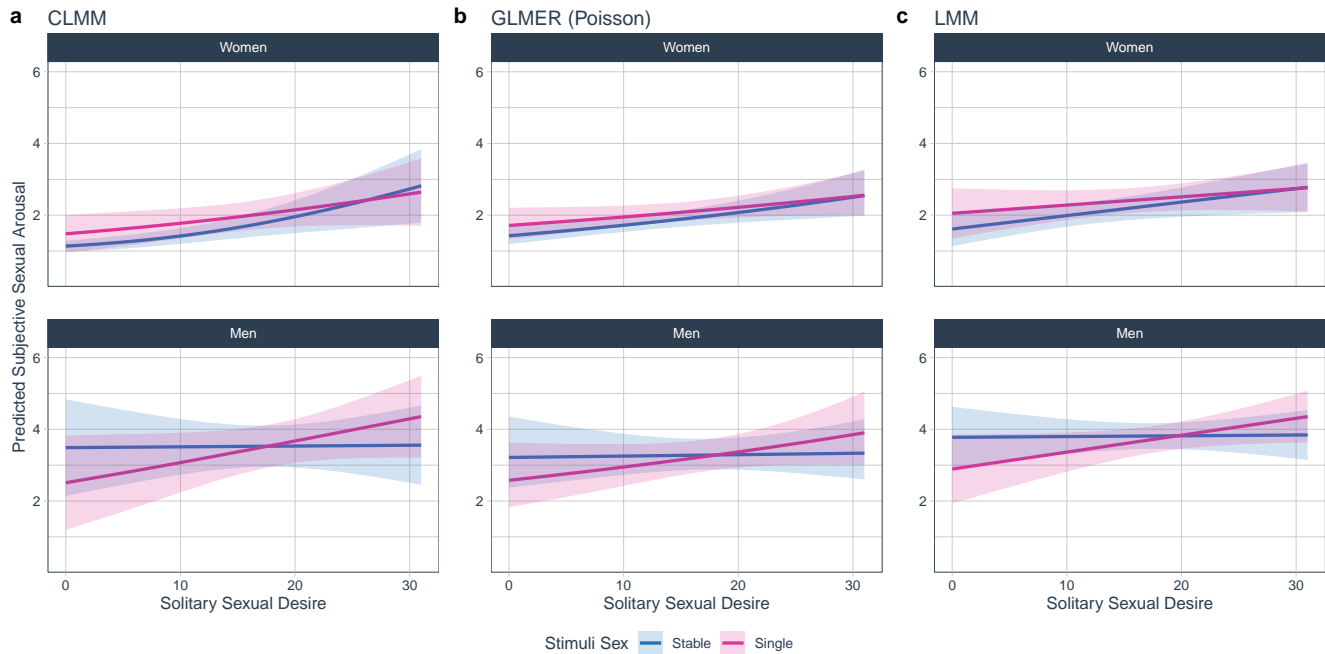 a CLMM
b GLMER (Poisson)
c LMM
Women
Women
Women
6
4
2
6
4
2
6
4
2
Predicted Subjective Sexual Arousal
Men
Men
Men
6
4
2
6
4
2
6
4
2
0 10 20 30
0 10 20 30
0 10 20 30
Solitary Sexual Desire
Solitary Sexual Desire
Solitary Sexual Desire
Stimuli Sex Stable Single